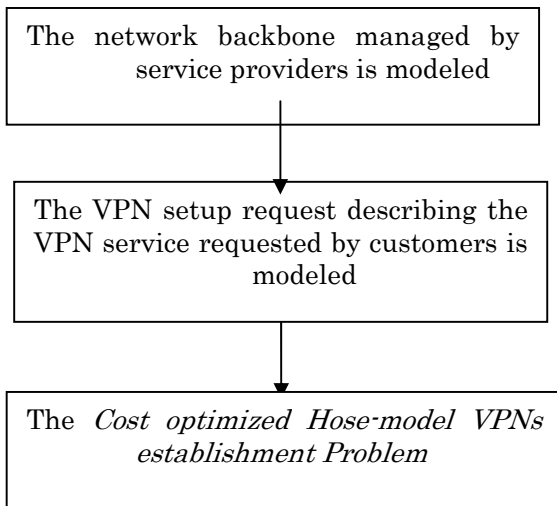 The network backbone managed by
service providers is modeled
The VPN setup request describing the
VPN service requested by customers is
modeled
The Cost optimized Hose-model VPNs
establishment Problem